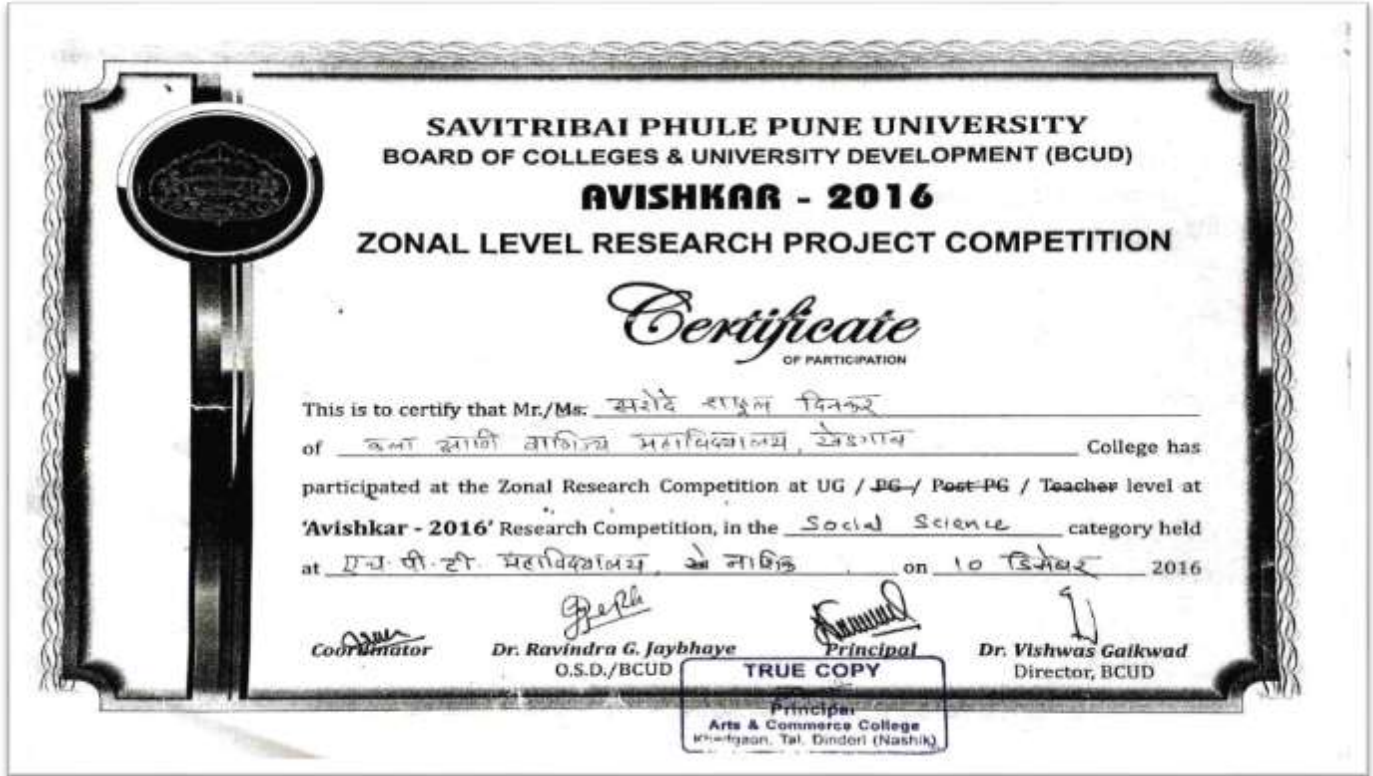 SAVITRIBAI PHULE PUNE UNIVERSITY
BOARD OF COLLEGES & UNIVERSITY DEVELOPMENT (BCUD)
AVISHKAR - 2016
ZONAL LEVEL RESEARCH PROJECT COMPETITION
Certificate
OF PARTICIPATION
This is to certify that Mr./Ms. सरोदे राहूल दिनकर
of कला आणि वाणिज्य महाविद्यालय, खेडगाव College has
participated at the Zonal Research Competition at UG / PG / Post PG / Teacher level at
'Avishkar - 2016' Research Competition, in the Social Science category held
at एच.पी.टी. महाविद्यालय, नाशिक on 10 डिसेंबर 2016
Coordinator Dr. Ravindra G. Jaybhaye Principal Dr. Vishwas Gaikwad
O.S.D./BCUD Director, BCUD
TRUE COPY
Principal
Arts & Commerce College
Khedgaon, Tal. Dindori (Nashik)